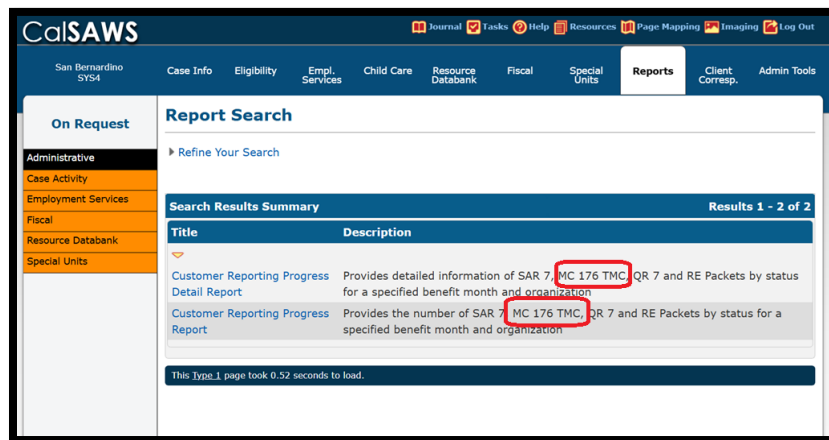 CalSAWS
Journal Tasks Help Resources Page Mapping Imaging Log Out
San Bernardino
SYS4
Case Info
Eligibility
Empl.
Services
Child Care
Resource
Databank
Fiscal
Special
Units
Reports
Client
Corresp.
Admin Tools
On Request
Administrative
Case Activity
Employment Services
Fiscal
Resource Databank
Special Units
Report Search
Refine Your Search
Search Results Summary Results 1 - 2 of 2
Title Description
Customer Reporting Progress
Detail Report
Provides detailed information of SAR 7, MC 176 TMC, QR 7 and RE Packets by status
for a specified benefit month and organization
Customer Reporting Progress
Report
Provides the number of SAR 7, MC 176 TMC, QR 7 and RE Packets by status for a
specified benefit month and organization
This Type 1 page took 0.52 seconds to load.